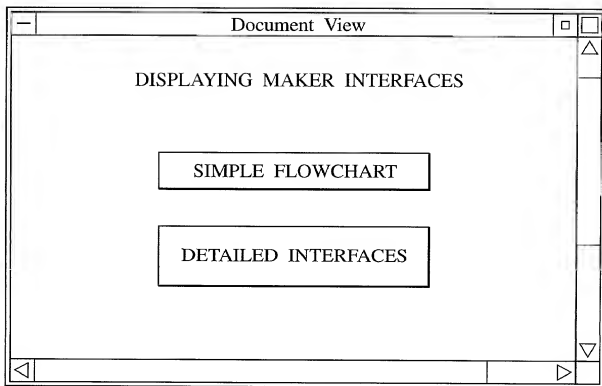 Document View
DISPLAYING MAKER INTERFACES
SIMPLE FLOWCHART
DETAILED INTERFACES